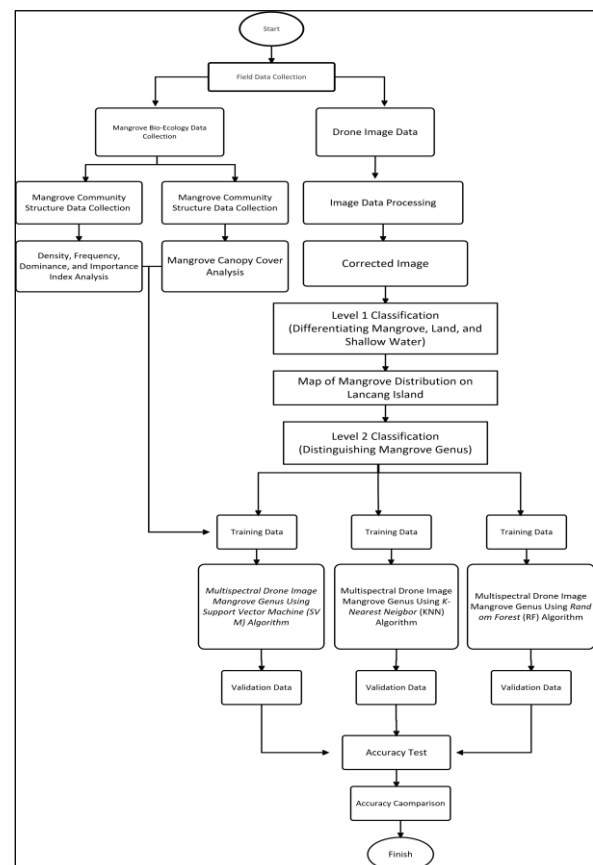 Start
Field Data Collection
Mangrove Bio-Ecology Data
Collection
Drone Image Data
Mangrove Community
Structure Data Collection
Mangrove Community
Structure Data Collection
Image Data Processing
Density, Frequency,
Dominance, and Importance
Index Analysis
Mangrove Canopy Cover
Analysis
Corrected Image
Level 1 Classification
(Differentiating Mangrove, Land, and
Shallow Water)
Map of Mangrove Distribution on
Lancang Island
Level 2 Classification
(Distinguishing Mangrove Genus)
Training Data
Training Data
Training Data
Multispectral Drone Image
Mangrove Genus Using
Support Vector Machine (SV
M) Algorithm
Multispectral Drone Image
Mangrove Genus Using K-
Nearest Neigbor (KNN)
Algorithm
Multispectral Drone Image
Mangrove Genus Using Rand
om Forest (RF) Algorithm
Validation Data
Validation Data
Validation Data
Accuracy Test
Accuracy Caomparison
Finish